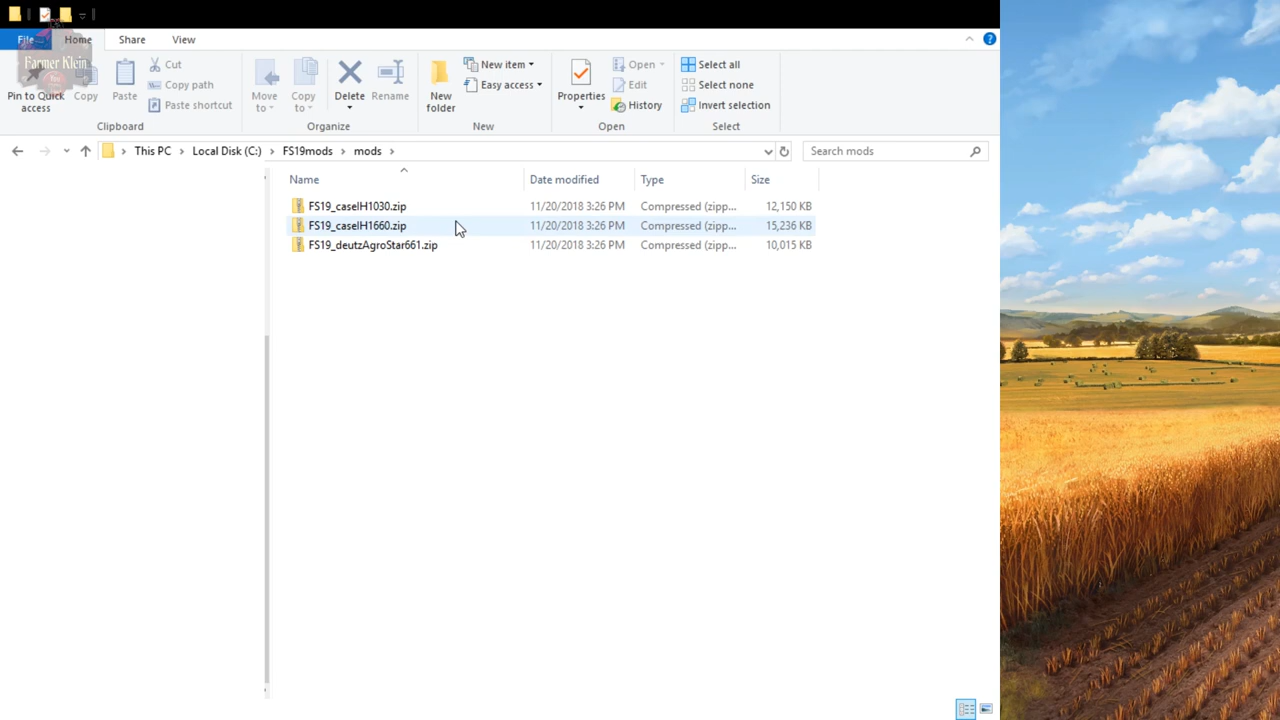 File Home Share View
Farmer Klein
Pin to Quick access
Copy
Paste
Cut
Copy path
Paste shortcut
Clipboard
Move to
Copy to
Delete
Rename
Organize
New folder
New item
Easy access
New
Properties
Open
Edit
History
Open
Select all
Select none
Invert selection
Select
This PC Local Disk (C:) FS19mods mods
Search mods
Name Date modified Type Size
FS19_caseIH1030.zip 11/20/2018 3:26 PM Compressed (zipp... 12,150 KB
FS19_caseIH1660.zip 11/20/2018 3:26 PM Compressed (zipp... 15,236 KB
FS19_deutzAgroStar661.zip 11/20/2018 3:26 PM Compressed (zipp... 10,015 KB